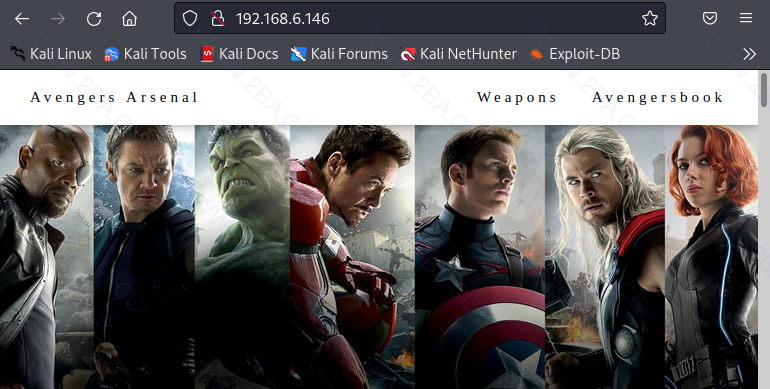 192.168.6.146
Kali Linux Kali Tools Kali Docs Kali Forums Kali NetHunter Exploit-DB
Avengers Arsenal Weapons Avengersbook